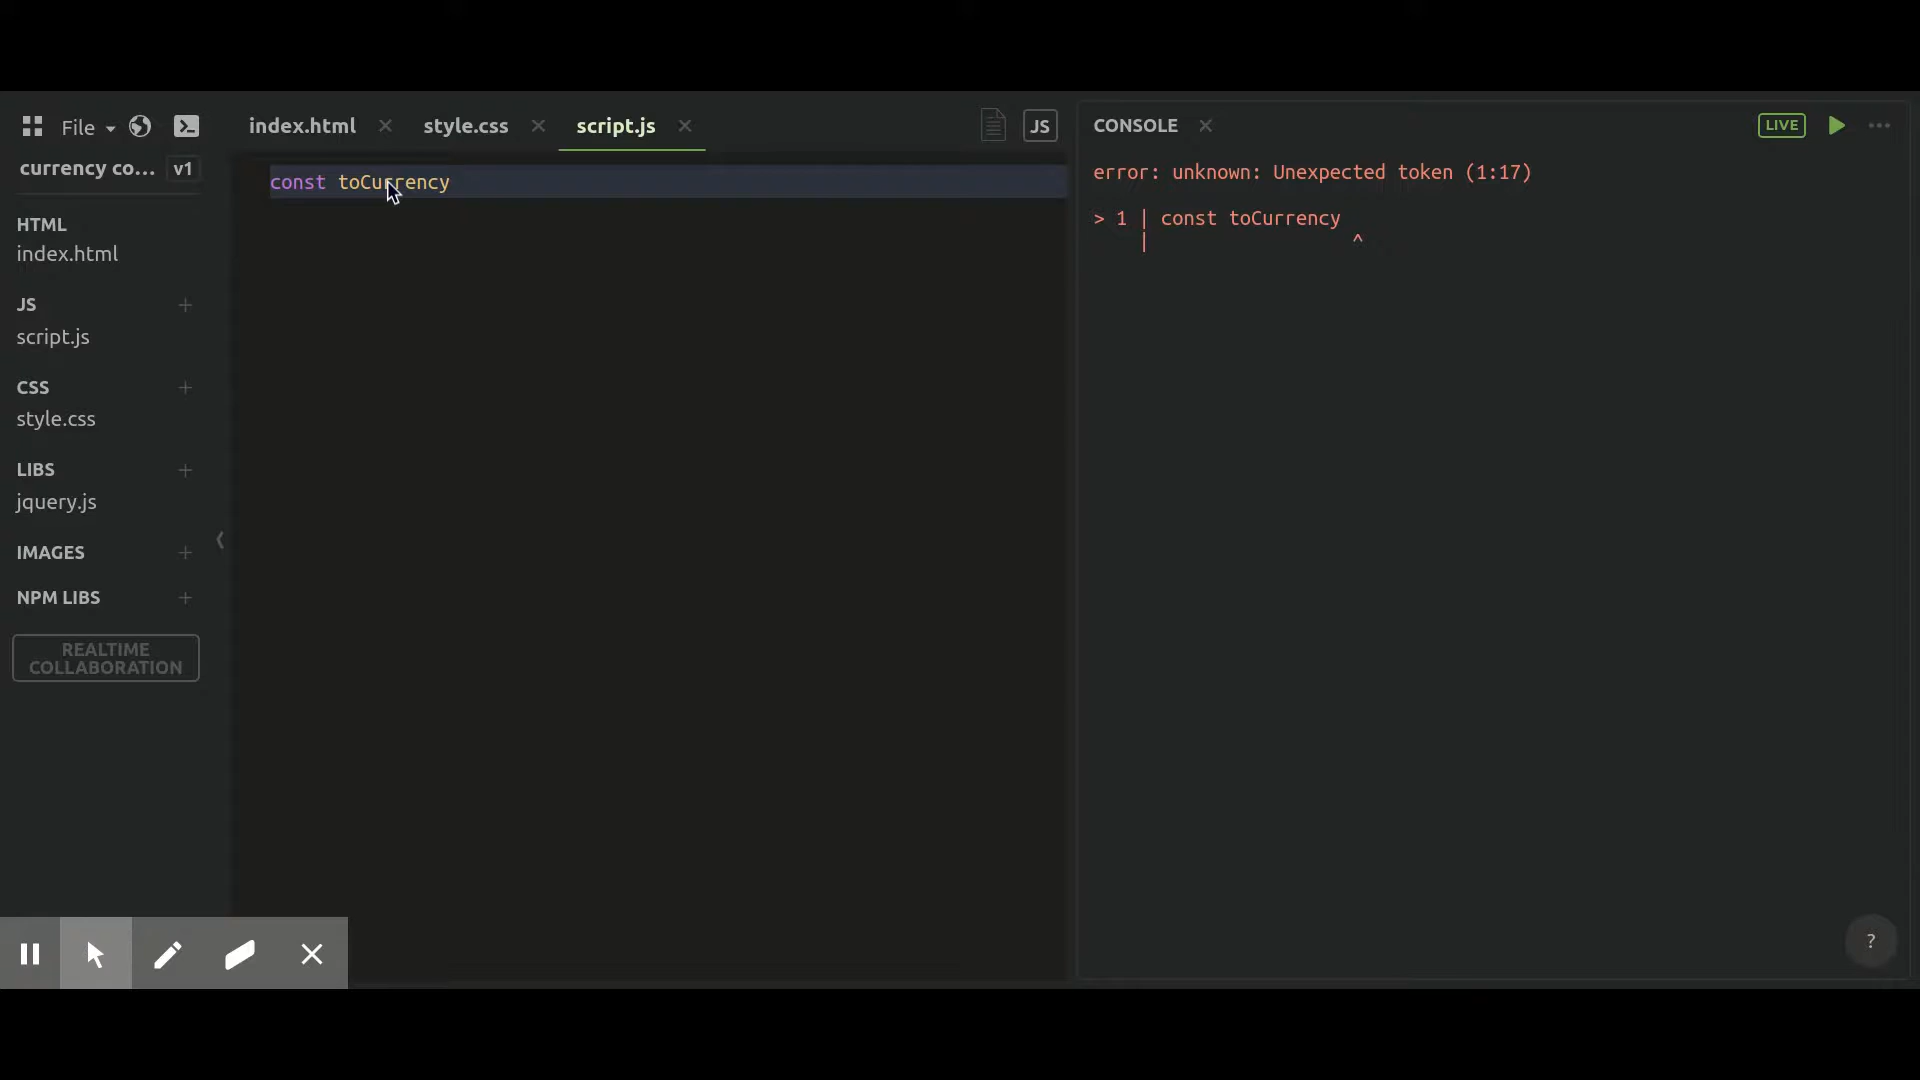 File
index.html
style.css
script.js
JS
CONSOLE
LIVE
currency co...
v1
HTML
index.html
JS
script.js
CSS
style.css
LIBS
jquery.js
IMAGES
NPM LIBS
REALTIME
COLLABORATION
const toCurrency
error: unknown: Unexpected token (1:17)
> 1 | const toCurrency
| ^
?